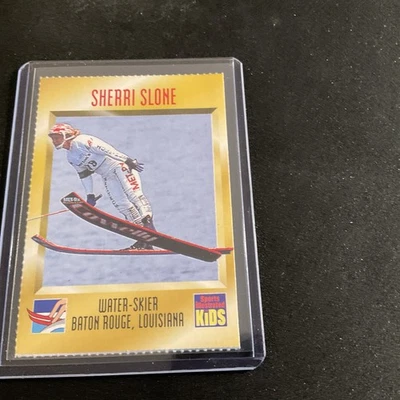 SHERRI SLONE
WATER-SKIER
BATON ROUGE, LOUISIANA
Sports Illustrated
KIDS